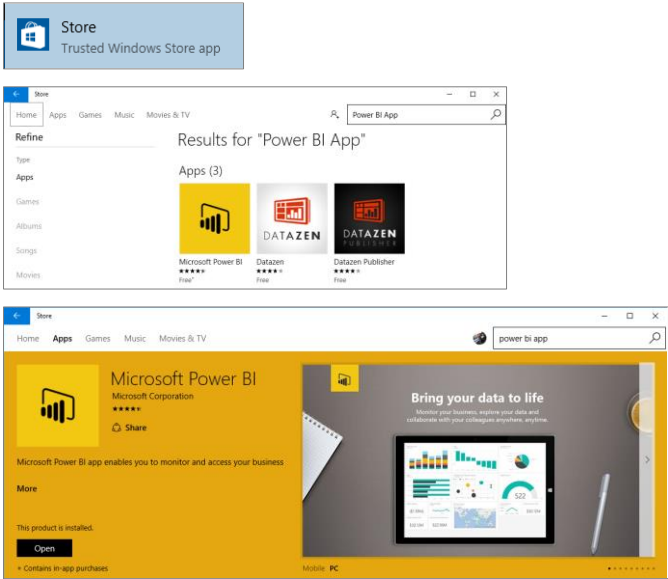 Store
Trusted Windows Store app
Store
Home Apps Games Music Movies & TV Power BI App
Refine
Results for "Power BI App"
Type
Apps (3)
Apps
Games
Albums
DATAZEN DATAZEN
PUBLISHER
Songs
Microsoft Power BI Datazen Datazen Publisher
Movies
Free* Free Free
Store
Home Apps Games Music Movies & TV power bi app
Microsoft Power BI
Microsoft Corporation
Share
Bring your data to life
Monitor your business, explore your data and
collaborate with your colleagues anywhere, anytime.
Microsoft Power BI app enables you to monitor and access your business
More
522
This product is installed.
Open
+ Contains in-app purchases
Mobile PC